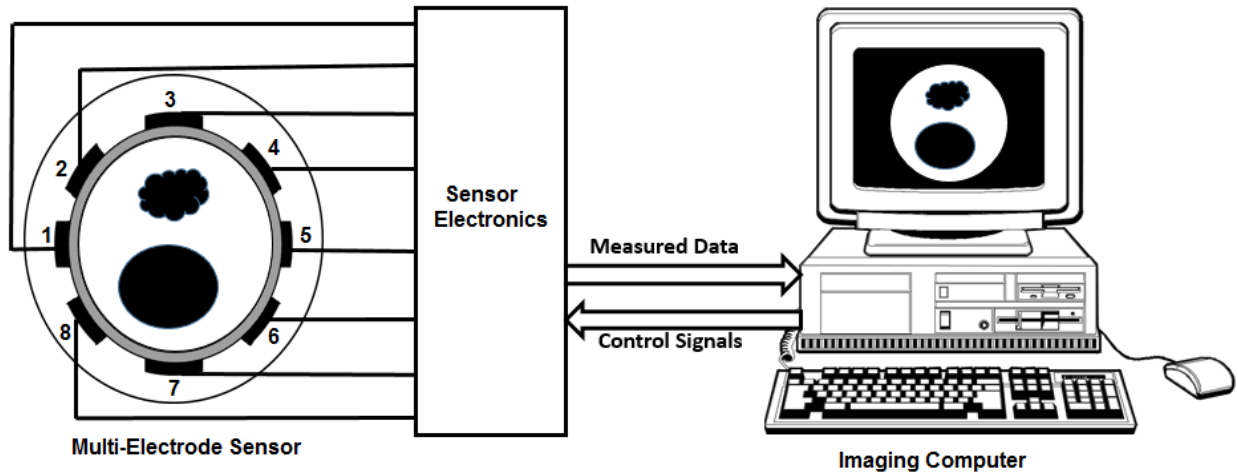 3
4
2
1
5
8
6
7
Sensor
Electronics
Measured Data
Control Signals
Multi-Electrode Sensor
Imaging Computer